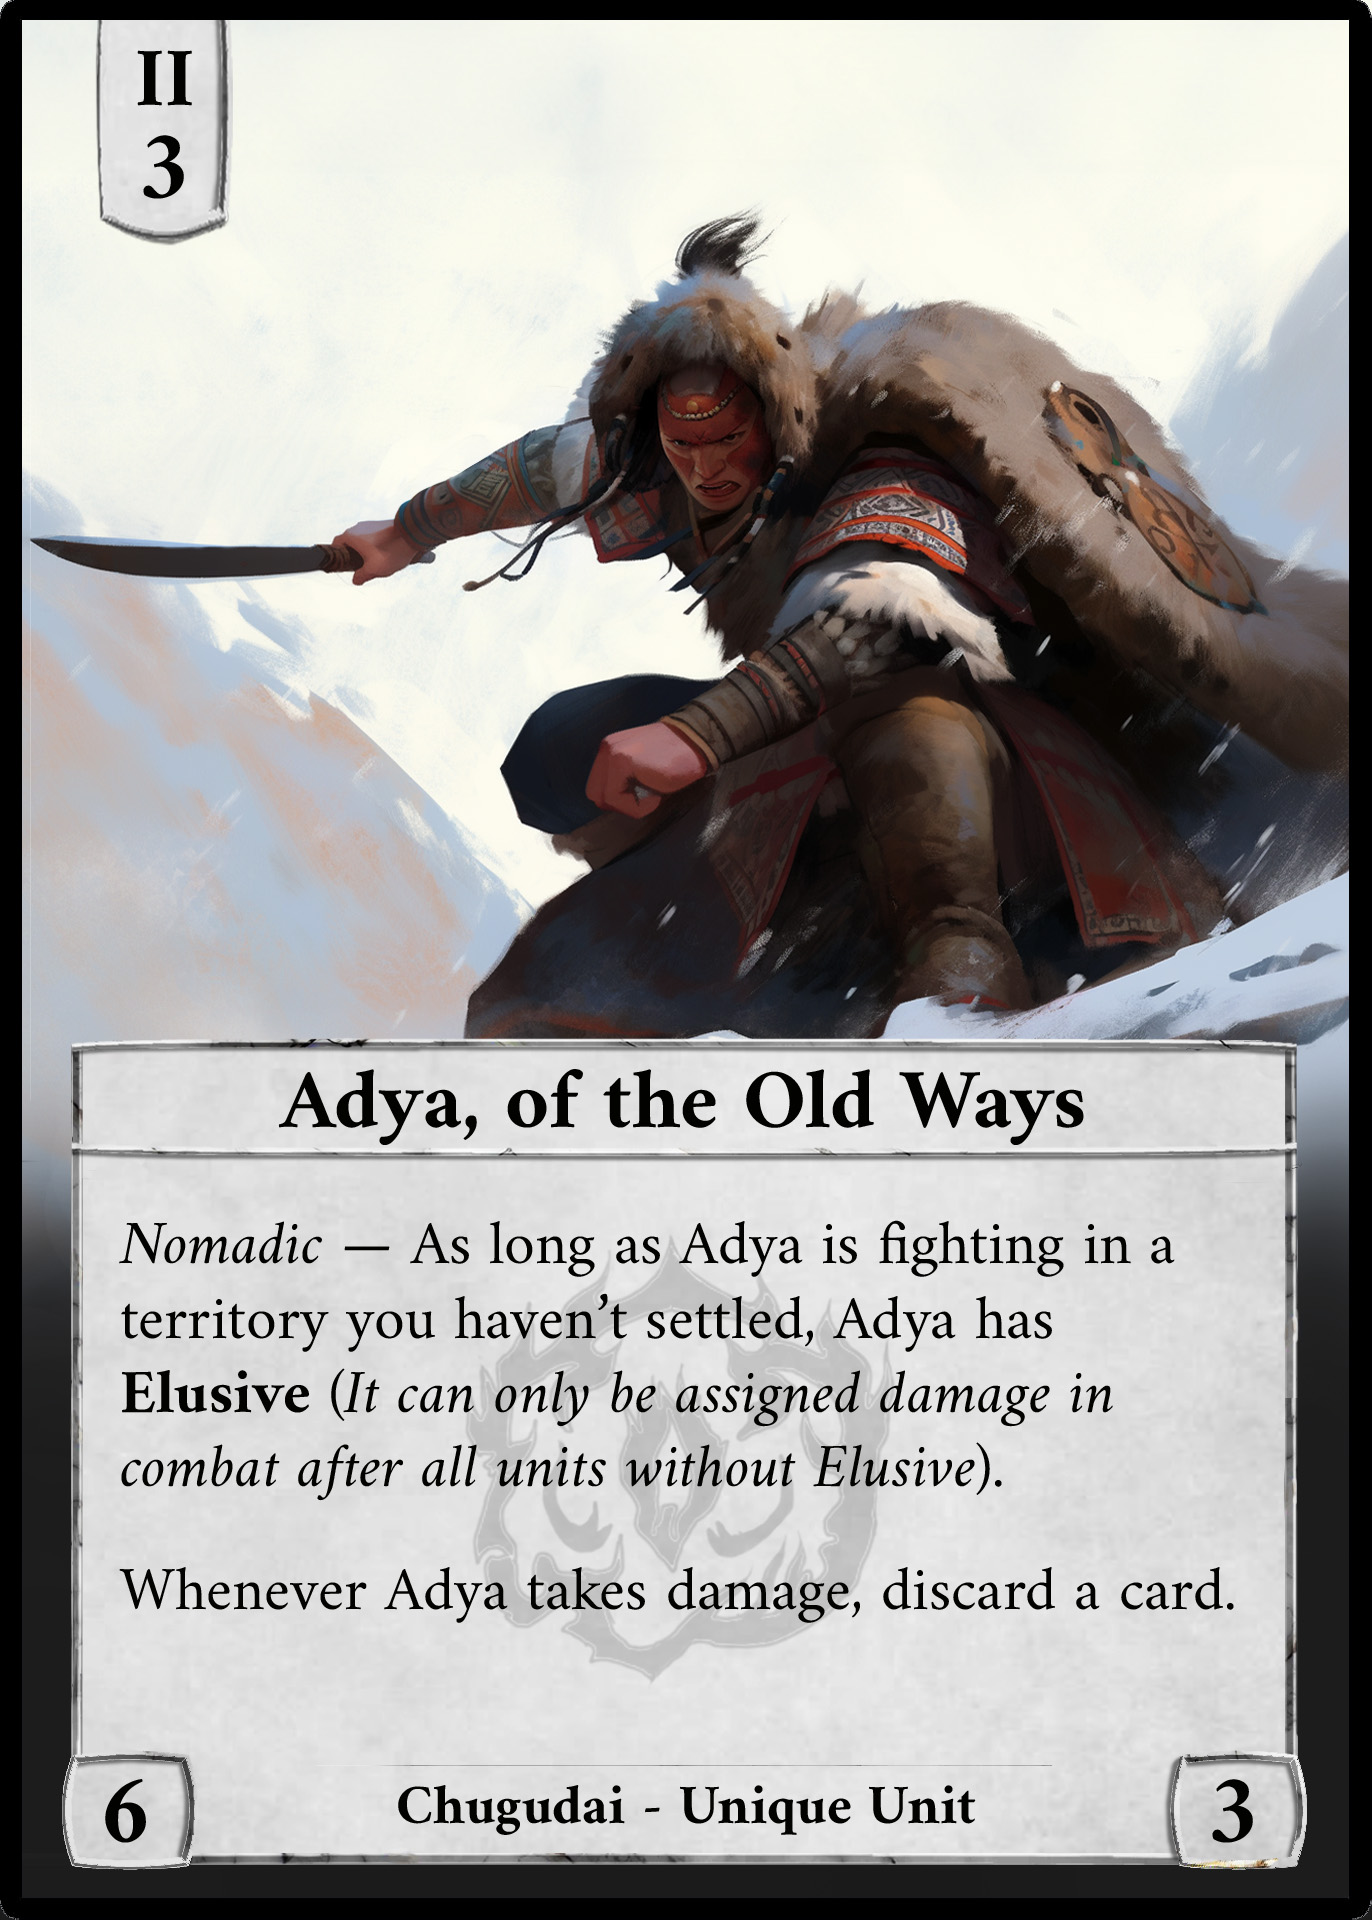 II
3
Adya, of the Old Ways
Nomadic — As long as Adya is fighting in a
territory you haven't settled, Adya has
Elusive (It can only be assigned damage in
combat after all units without Elusive).
Whenever Adya takes damage, discard a card.
6
Chugudai - Unique Unit
3